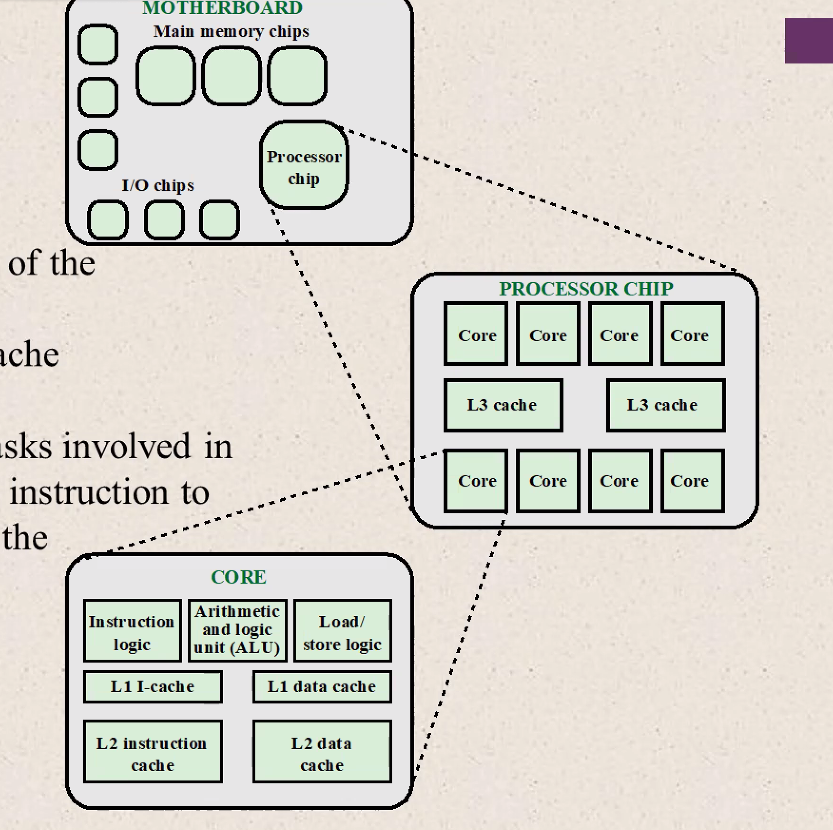 MOTHERBOARD
Main memory chips
Processor
chip
I/O chips
of the
ache
asks involved in
instruction to
the
PROCESSOR CHIP
Core Core Core Core
L3 cache L3 cache
Core Core Core Core
CORE
Instruction
logic
Arithmetic
and logic
unit (ALU)
Load/
store logic
L1 I-cache L1 data cache
L2 instruction
cache
L2 data
cache